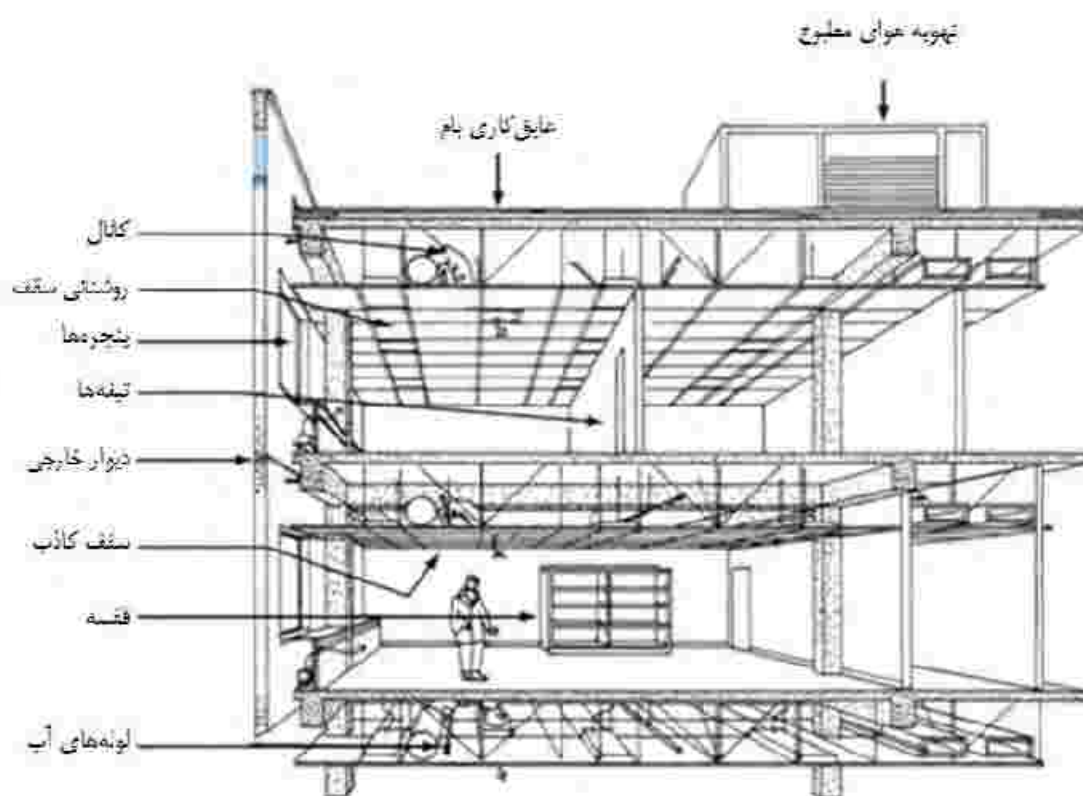 تهویه هوای مطبوع
عایق‌کاری بام
کانال
روشنائی سقف
پنجره‌ها
تیغه‌ها
دیوار خارجی
سقف کاذب
قفسه
لوله‌های آب